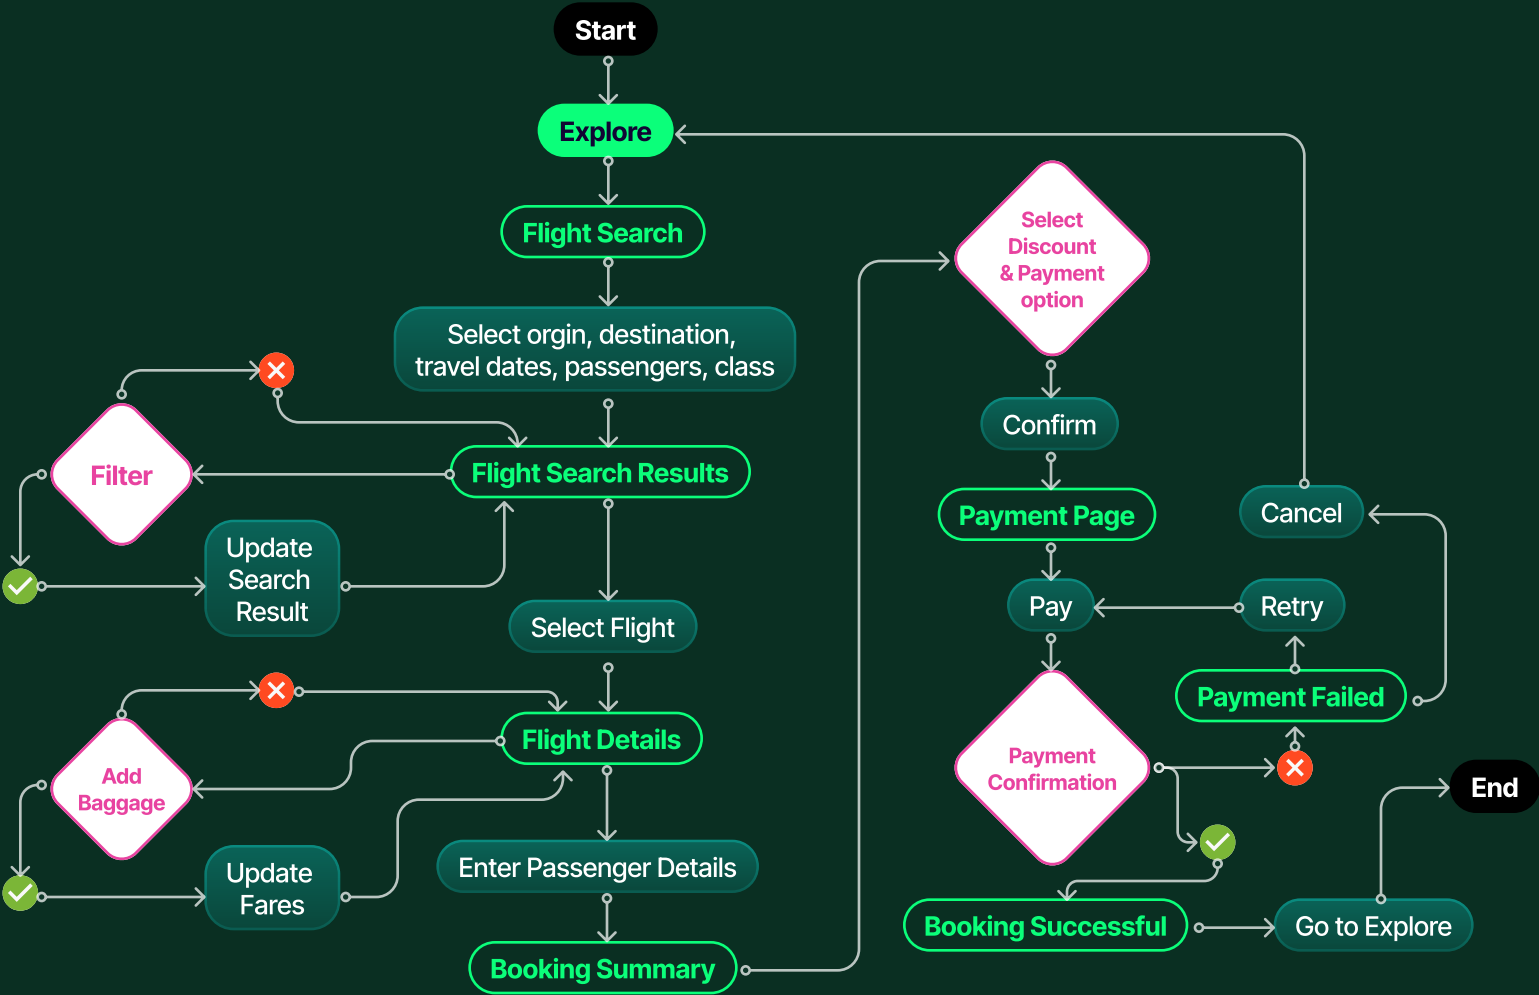 Start
Explore
Flight Search
Select orgin, destination,
travel dates, passengers, class
Filter
Flight Search Results
Update
Search
Result
Select Flight
Add
Baggage
Flight Details
Update
Fares
Enter Passenger Details
Booking Summary
Select
Discount
& Payment
option
Confirm
Payment Page
Cancel
Pay
Retry
Payment Failed
Payment
Confirmation
End
Booking Successful
Go to Explore